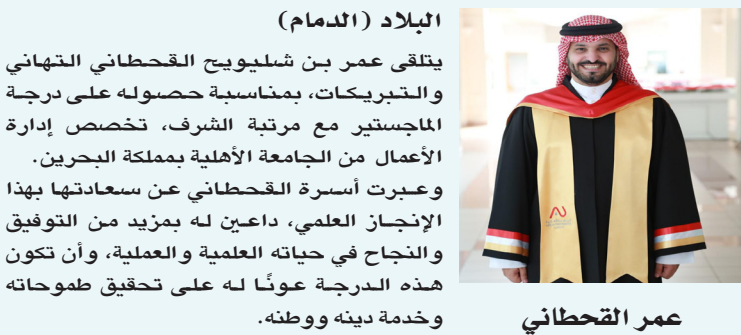 البلاد (الدمام)
يتلقى عمر بن شليويح القحطاني التهاني
والتبريكات، بمناسبة حصوله على درجة
الماجستير مع مرتبة الشرف، تخصص إدارة
الأعمال من الجامعة الأهلية بمملكة البحرين.
وعبرت أسرة القحطاني عن سعادتها بهذا
الإنجاز العلمي، داعين له بمزيد من التوفيق
والنجاح في حياته العلمية والعملية، وأن تكون
هذه الدرجة عونًا له على تحقيق طموحاته
وخدمة دينه ووطنه.
عمر القحطاني